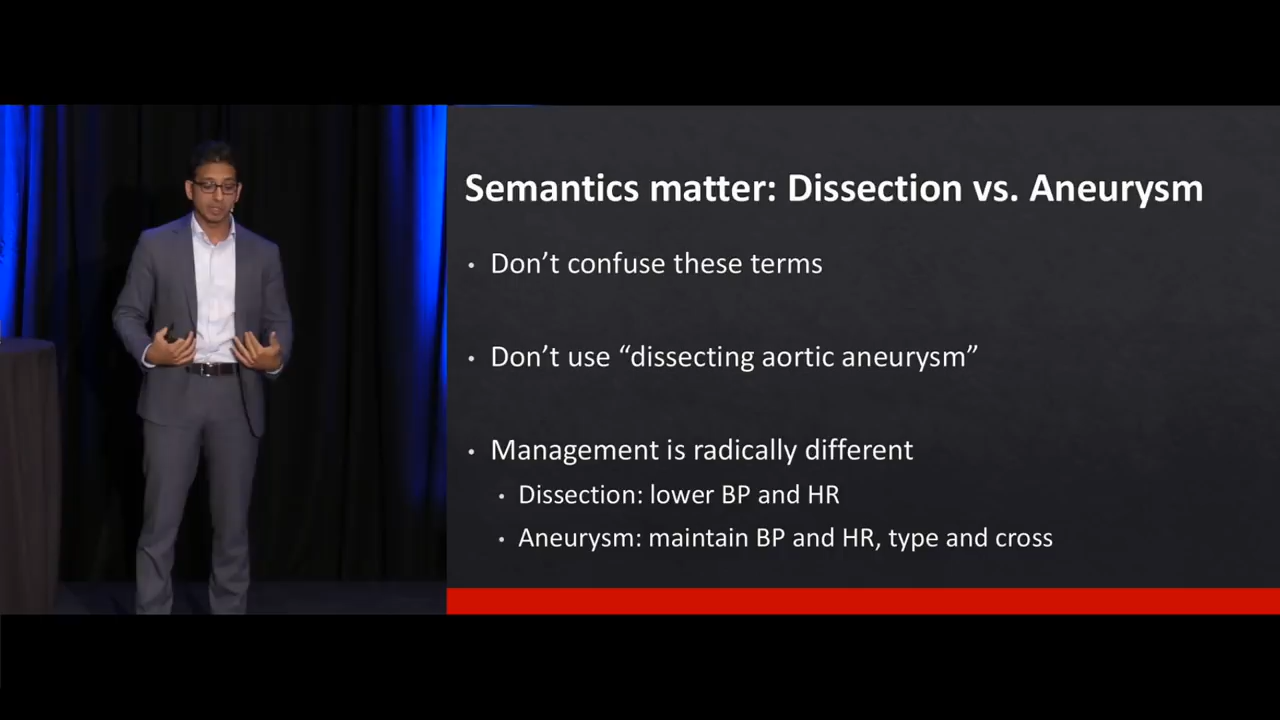 Semantics matter: Dissection vs. Aneurysm
Don’t confuse these terms
Don’t use “dissecting aortic aneurysm”
Management is radically different
Dissection: lower BP and HR
Aneurysm: maintain BP and HR, type and cross